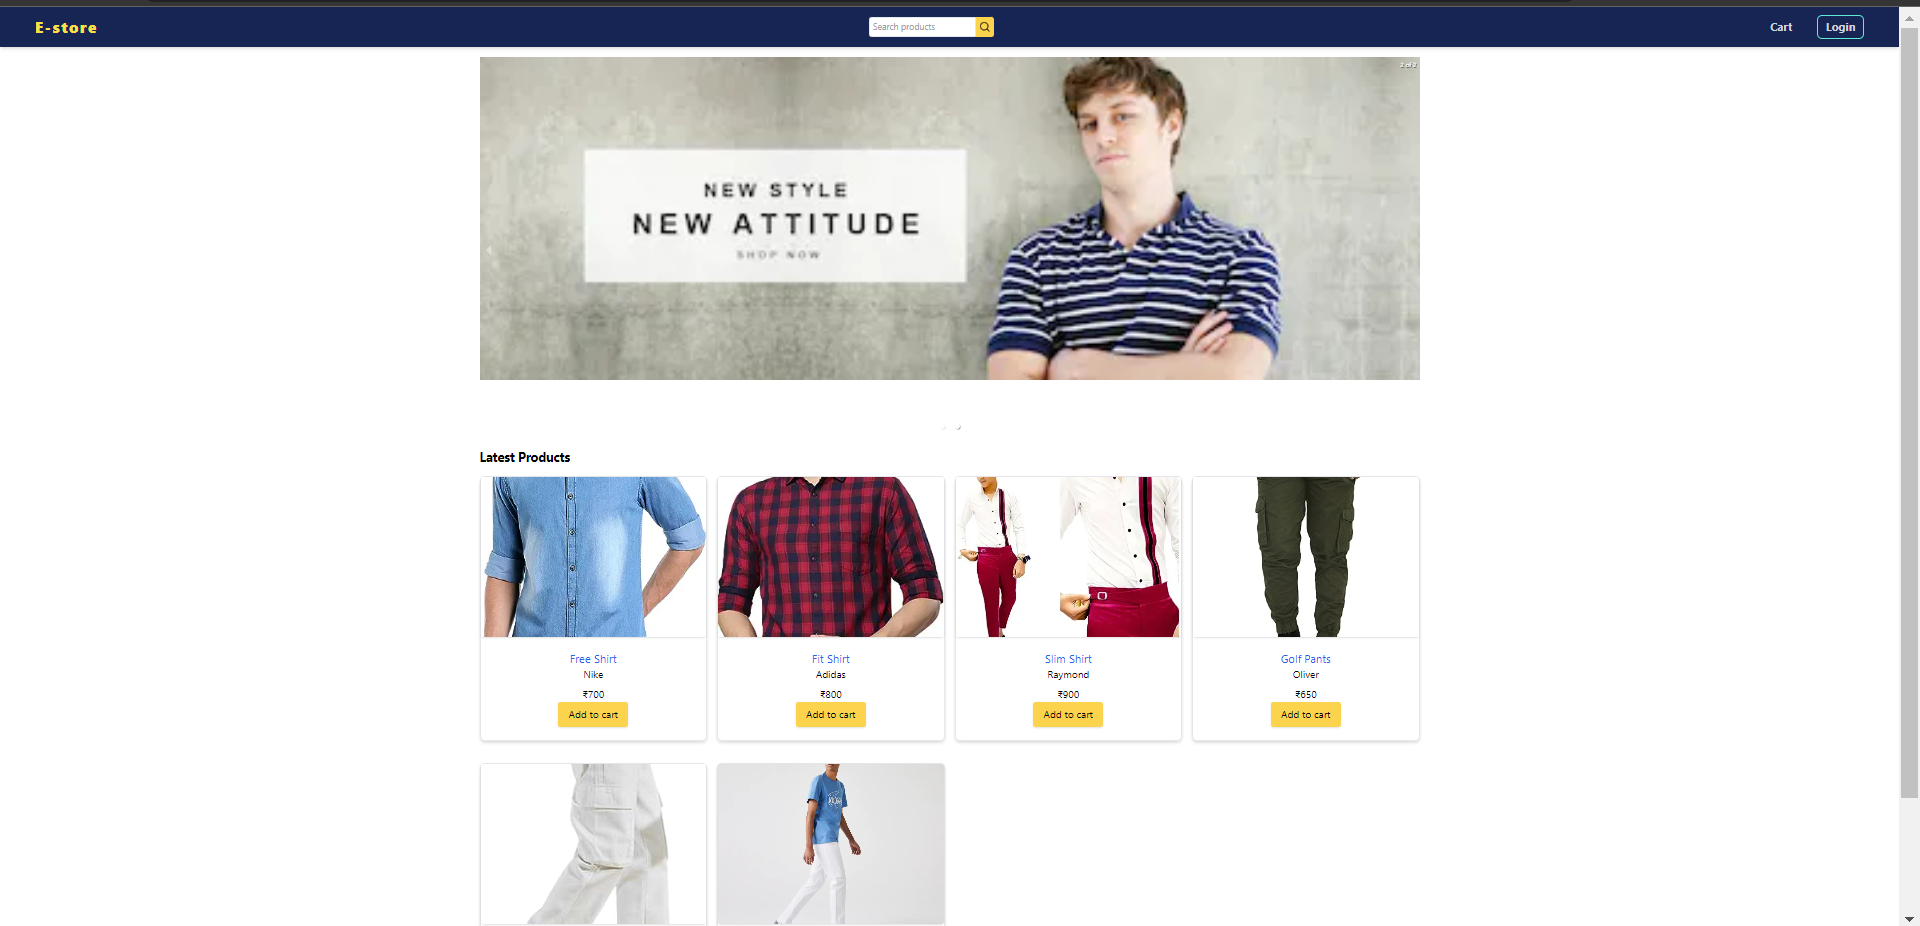 E-store
Search products
Cart
Login
2 of 2
NEW STYLE
NEW ATTITUDE
SHOP NOW
Latest Products
Free Shirt
Nike
₹700
Add to cart
Fit Shirt
Adidas
₹800
Add to cart
Slim Shirt
Raymond
₹900
Add to cart
Golf Pants
Oliver
₹650
Add to cart